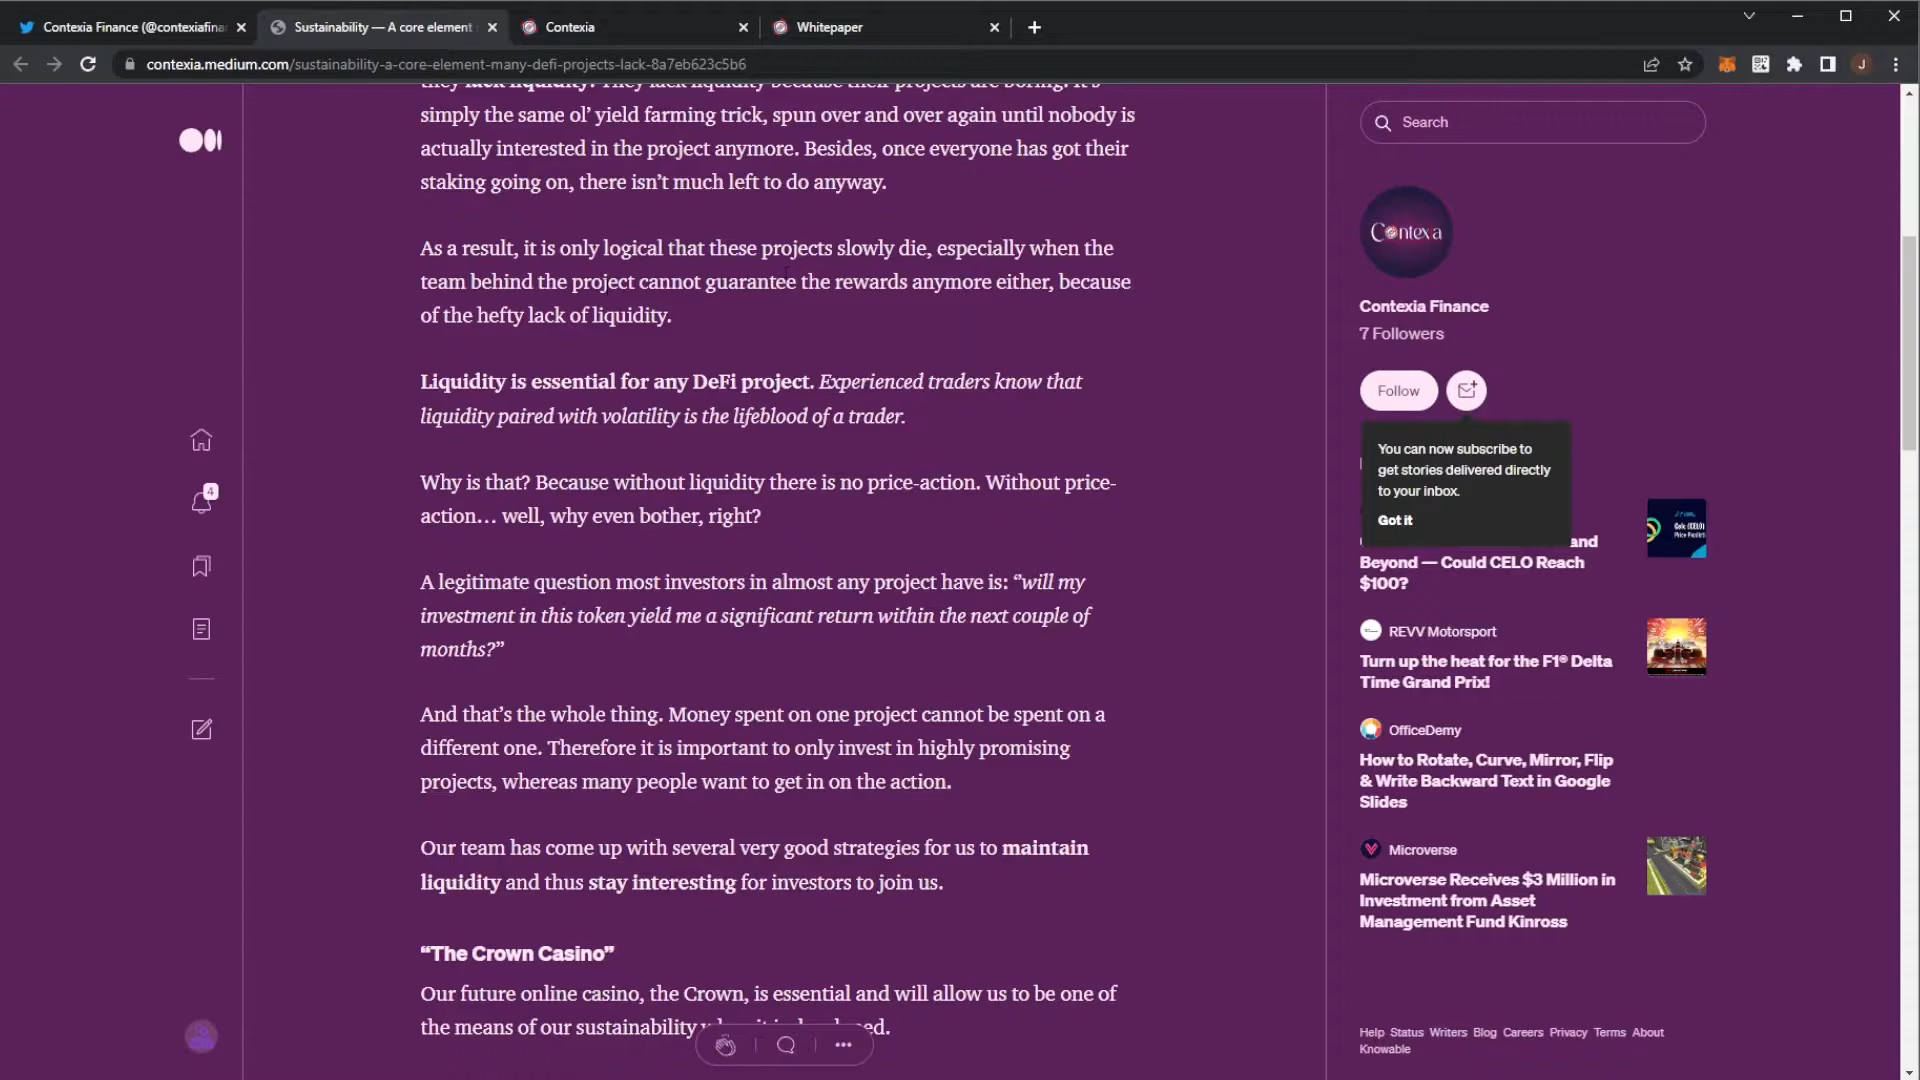 Contexia Finance (@contexiafina
Sustainability — A core element
Contexia
Whitepaper
contexia.medium.com/sustainability-a-core-element-many-defi-projects-lack-8a7eb623c5b6
J
they lack liquidity. They lack liquidity because their projects are boring. It's
simply the same ol' yield farming trick, spun over and over again until nobody is
actually interested in the project anymore. Besides, once everyone has got their
staking going on, there isn't much left to do anyway.
As a result, it is only logical that these projects slowly die, especially when the
team behind the project cannot guarantee the rewards anymore either, because
of the hefty lack of liquidity.
Liquidity is essential for any DeFi project. Experienced traders know that
liquidity paired with volatility is the lifeblood of a trader.
Why is that? Because without liquidity there is no price-action. Without price-
action… well, why even bother, right?
A legitimate question most investors in almost any project have is: “will my
investment in this token yield me a significant return within the next couple of
months?”
And that's the whole thing. Money spent on one project cannot be spent on a
different one. Therefore it is important to only invest in highly promising
projects, whereas many people want to get in on the action.
Our team has come up with several very good strategies for us to maintain
liquidity and thus stay interesting for investors to join us.
“The Crown Casino”
Our future online casino, the Crown, is essential and will allow us to be one of
the means of our sustainability
4
Search
Contexa
Contexia Finance
7 Followers
Follow
You can now subscribe to
get stories delivered directly
to your inbox.
Got it
and
Beyond — Could CELO Reach
$100?
REVV Motorsport
Turn up the heat for the F1® Delta
Time Grand Prix!
OfficeDemy
How to Rotate, Curve, Mirror, Flip
& Write Backward Text in Google
Slides
Microverse
Microverse Receives $3 Million in
Investment from Asset
Management Fund Kinross
Help Status Writers Blog Careers Privacy Terms About
Knowable